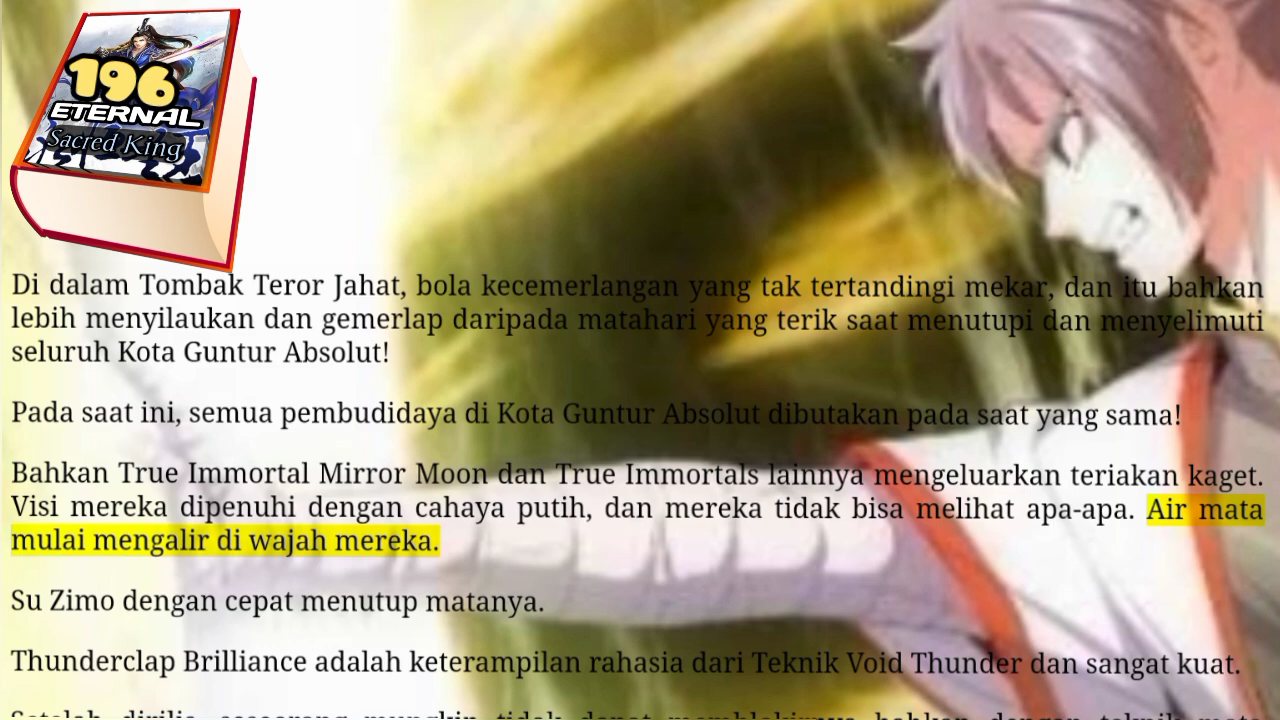 196
ETERNAL
Sacred King
Di dalam Tombak Teror Jahat, bola kecemerlangan yang tak tertandingi mekar, dan itu bahkan
lebih menyilaukan dan gemerlap daripada matahari yang terik saat menutupi dan menyelimuti
seluruh Kota Guntur Absolut!
Pada saat ini, semua pembudidaya di Kota Guntur Absolut dibutakan pada saat yang sama!
Bahkan True Immortal Mirror Moon dan True Immortals lainnya mengeluarkan teriakan kaget.
Visi mereka dipenuhi dengan cahaya putih, dan mereka tidak bisa melihat apa-apa. Air mata
mulai mengalir di wajah mereka.
Su Zimo dengan cepat menutup matanya.
Thunderclap Brilliance adalah keterampilan rahasia dari Teknik Void Thunder dan sangat kuat.